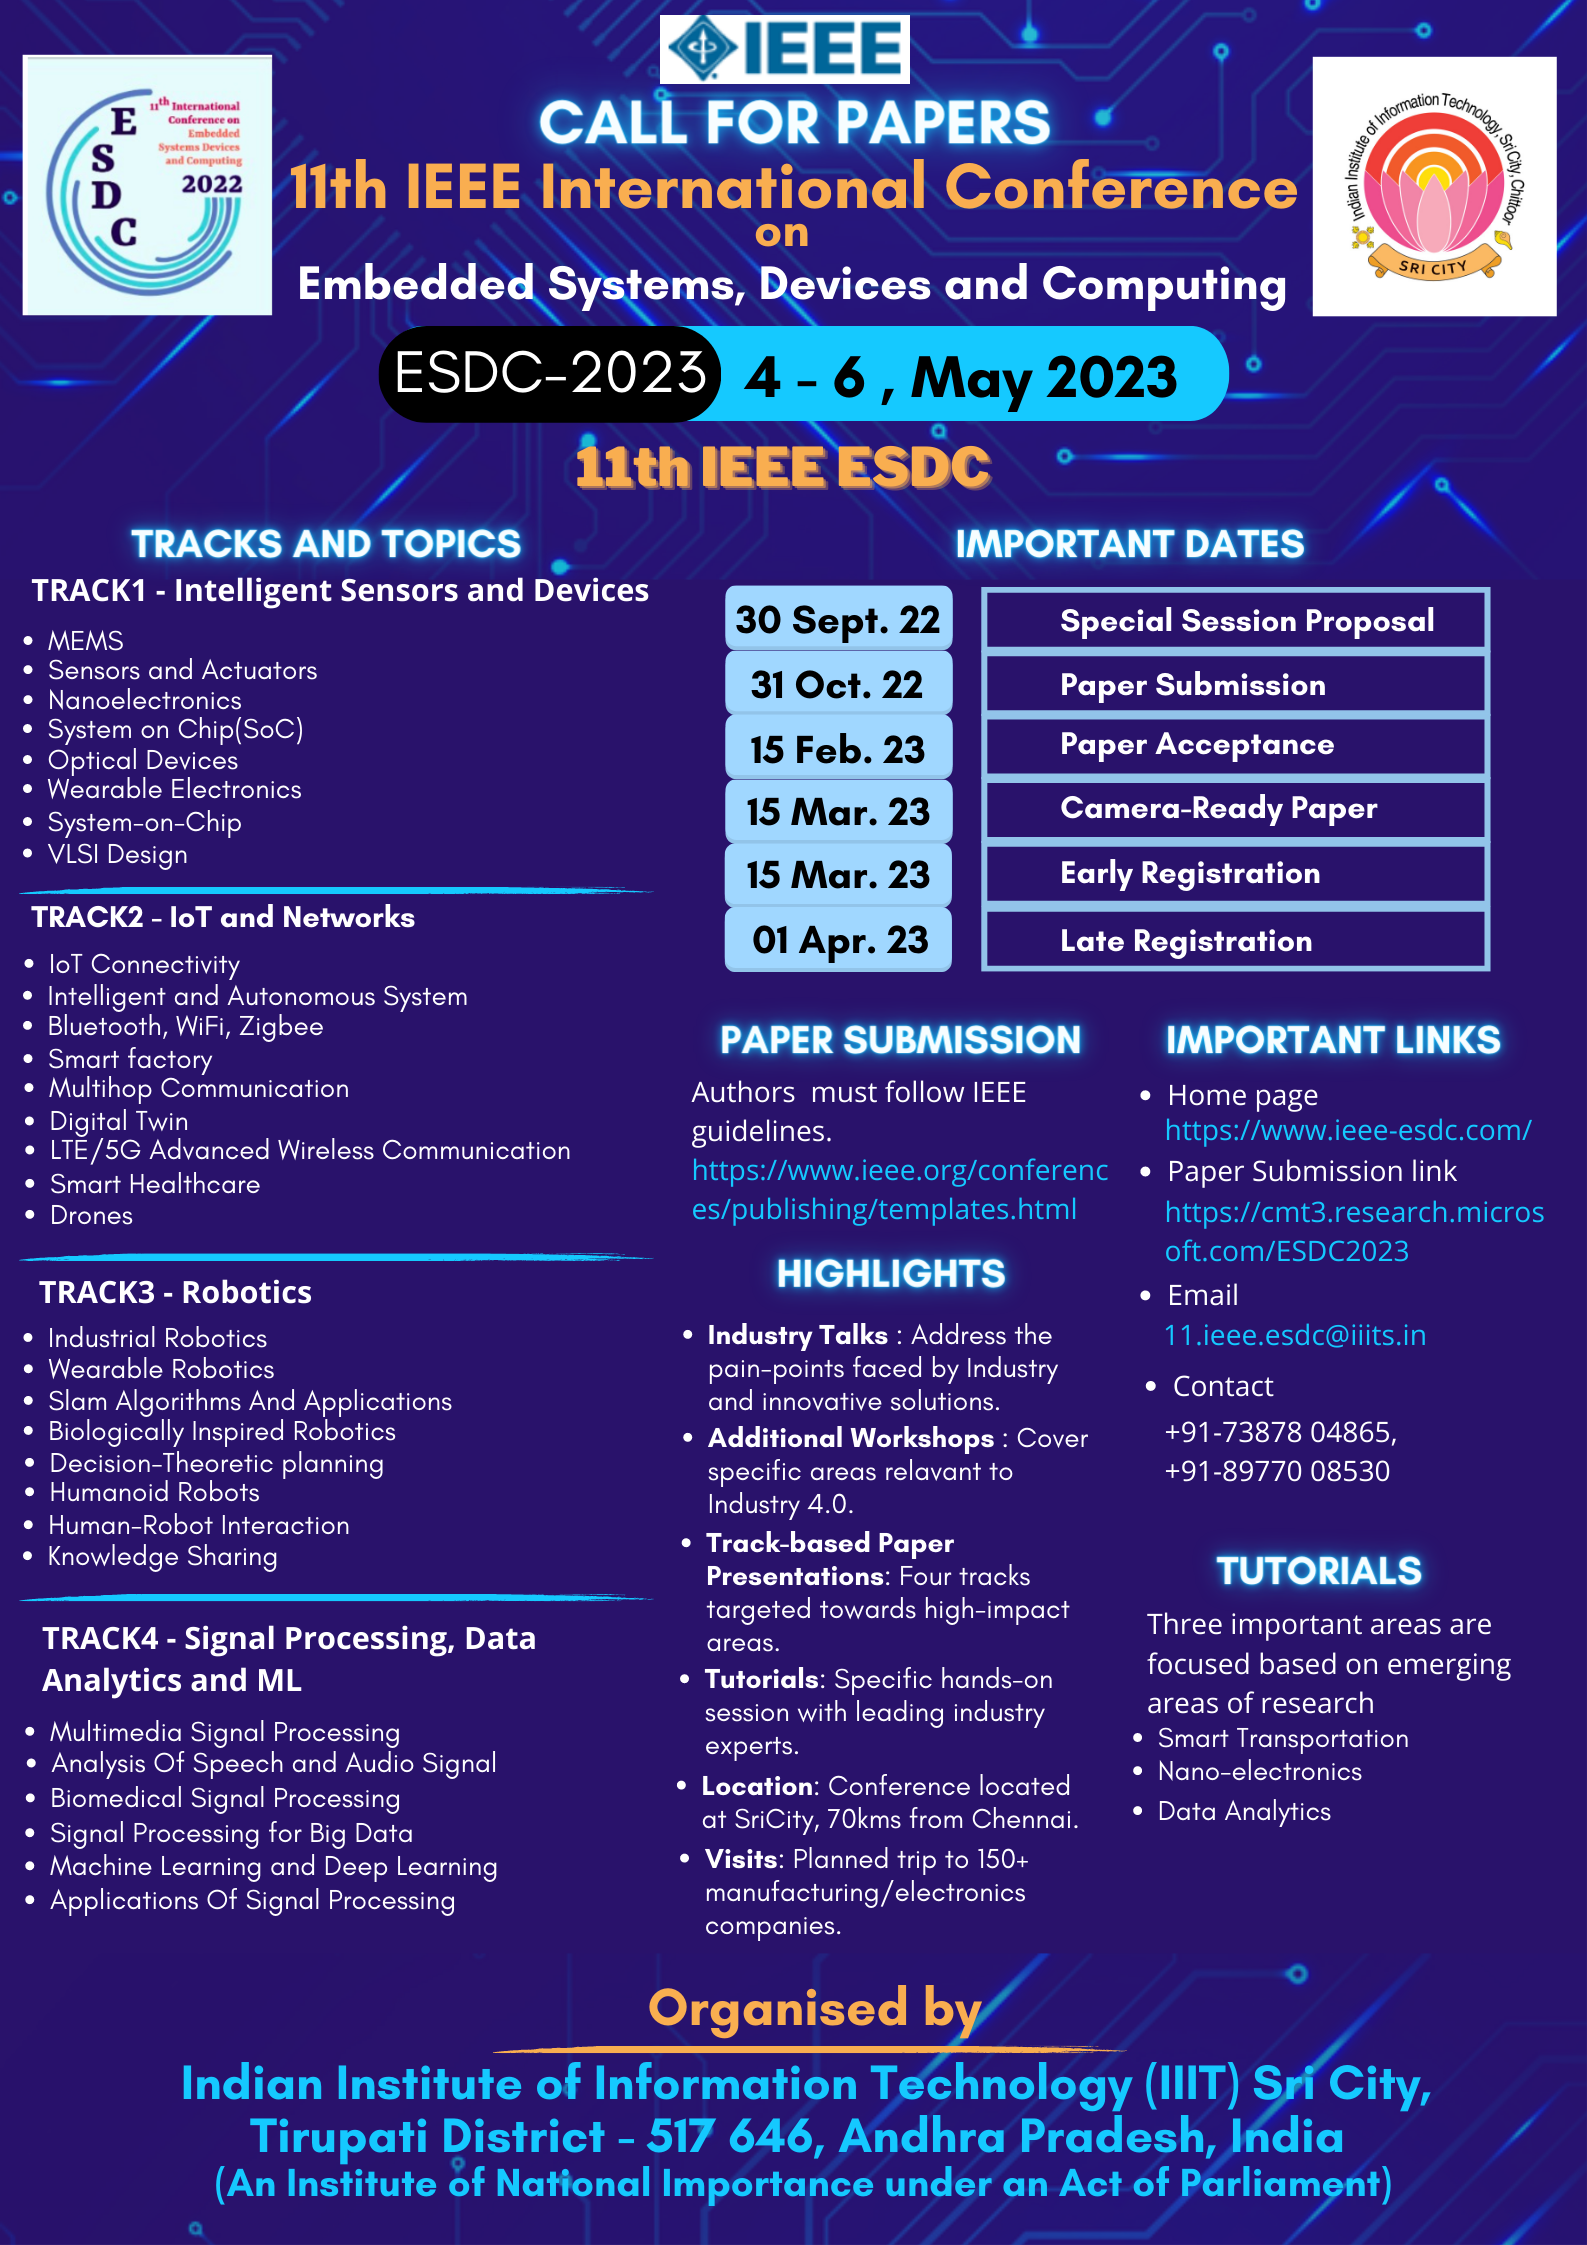 IEEE
E
S
D
C
11th International
Conference on
Embedded
Systems Devices
and Computing
2022
CALL FOR PAPERS
11th IEEE International Conference
on
Embedded Systems, Devices and Computing
Indian Institute of Information Technology, Sri City, Chittoor
SRI CITY
ESDC-2023
4 - 6 , May 2023
11th IEEE ESDC
TRACKS AND TOPICS
TRACK1 - Intelligent Sensors and Devices
• MEMS
• Sensors and Actuators
• Nanoelectronics
• System on Chip(SoC)
• Optical Devices
• Wearable Electronics
• System-on-Chip
• VLSI Design
TRACK2 - IoT and Networks
• IoT Connectivity
• Intelligent and Autonomous System
• Bluetooth, WiFi, Zigbee
• Smart factory
• Multihop Communication
• Digital Twin
• LTE/5G Advanced Wireless Communication
• Smart Healthcare
• Drones
TRACK3 - Robotics
• Industrial Robotics
• Wearable Robotics
• Slam Algorithms And Applications
• Biologically Inspired Robotics
• Decision-Theoretic planning
• Humanoid Robots
• Human-Robot Interaction
• Knowledge Sharing
TRACK4 - Signal Processing, Data
Analytics and ML
• Multimedia Signal Processing
• Analysis Of Speech and Audio Signal
• Biomedical Signal Processing
• Signal Processing for Big Data
• Machine Learning and Deep Learning
• Applications Of Signal Processing
IMPORTANT DATES
30 Sept. 22 Special Session Proposal
31 Oct. 22 Paper Submission
15 Feb. 23 Paper Acceptance
15 Mar. 23 Camera-Ready Paper
15 Mar. 23 Early Registration
01 Apr. 23 Late Registration
PAPER SUBMISSION
Authors must follow IEEE
guidelines.
https://www.ieee.org/conferenc
es/publishing/templates.html
HIGHLIGHTS
• Industry Talks : Address the
pain-points faced by Industry
and innovative solutions.
• Additional Workshops : Cover
specific areas relavant to
Industry 4.0.
• Track-based Paper
Presentations: Four tracks
targeted towards high-impact
areas.
• Tutorials: Specific hands-on
session with leading industry
experts.
• Location: Conference located
at SriCity, 70kms from Chennai.
• Visits: Planned trip to 150+
manufacturing/electronics
companies.
IMPORTANT LINKS
• Home page
https://www.ieee-esdc.com/
• Paper Submission link
https://cmt3.research.micros
oft.com/ESDC2023
• Email
11.ieee.esdc@iiits.in
• Contact
+91-73878 04865,
+91-89770 08530
TUTORIALS
Three important areas are
focused based on emerging
areas of research
• Smart Transportation
• Nano-electronics
• Data Analytics
Organised by
Indian Institute of Information Technology (IIIT) Sri City,
Tirupati District - 517 646, Andhra Pradesh, India
(An Institute of National Importance under an Act of Parliament)